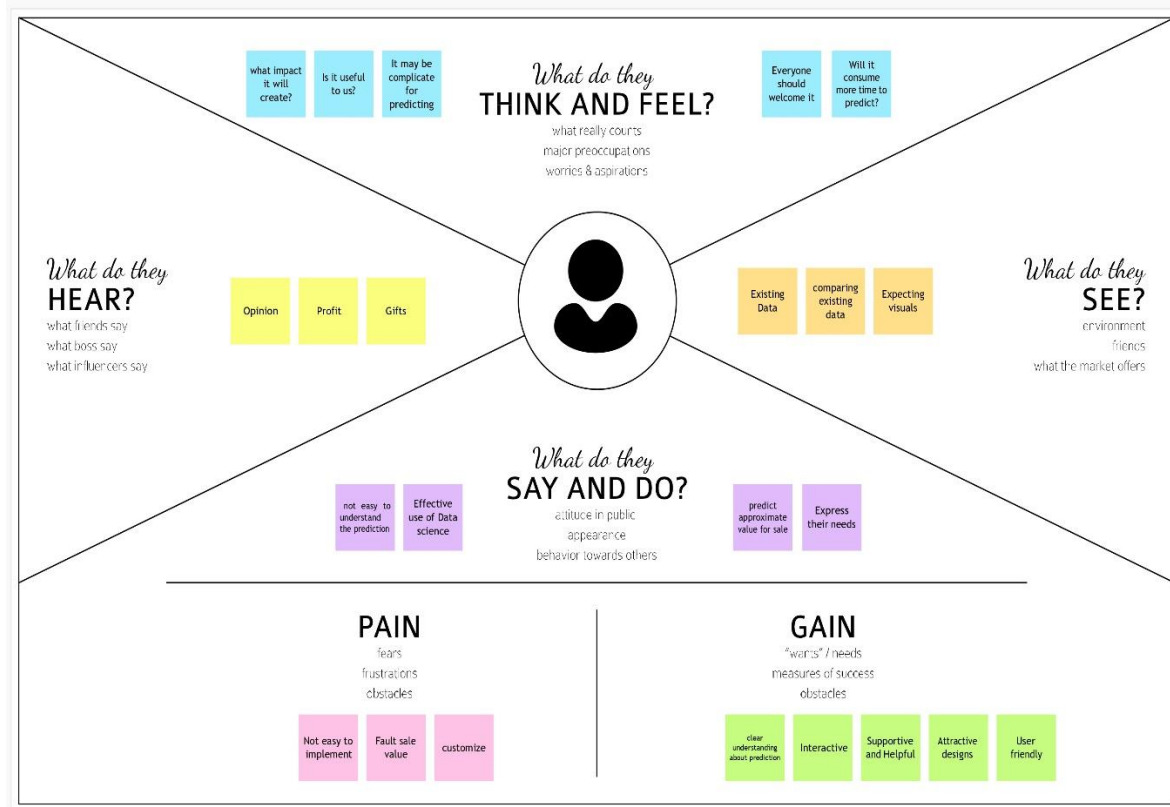 What do they
THINK AND FEEL?
what really counts
major preoccupations
worries & aspirations
what impact
it will
create?
Is it useful
to us?
It may be
complicate
for
predicting
Everyone
should
welcome it
Will it
consume
more time to
predict?
What do they
HEAR?
what friends say
what boss say
what influencers say
Opinion
Profit
Gifts
Existing
Data
comparing
existing
data
Expecting
visuals
What do they
SEE?
environment
friends
what the market offers
What do they
SAY AND DO?
attitude in public
appearance
behavior towards others
not easy to
understand
the prediction
Effective
use of Data
science
predict
approximate
value for sale
Express
their needs
PAIN
fears
frustrations
obstacles
Not easy to
implement
Fault sale
value
customize
GAIN
"wants" / needs
measures of success
obstacles
clear
understanding
about prediction
Interactive
Supportive
and Helpful
Attractive
designs
User
friendly